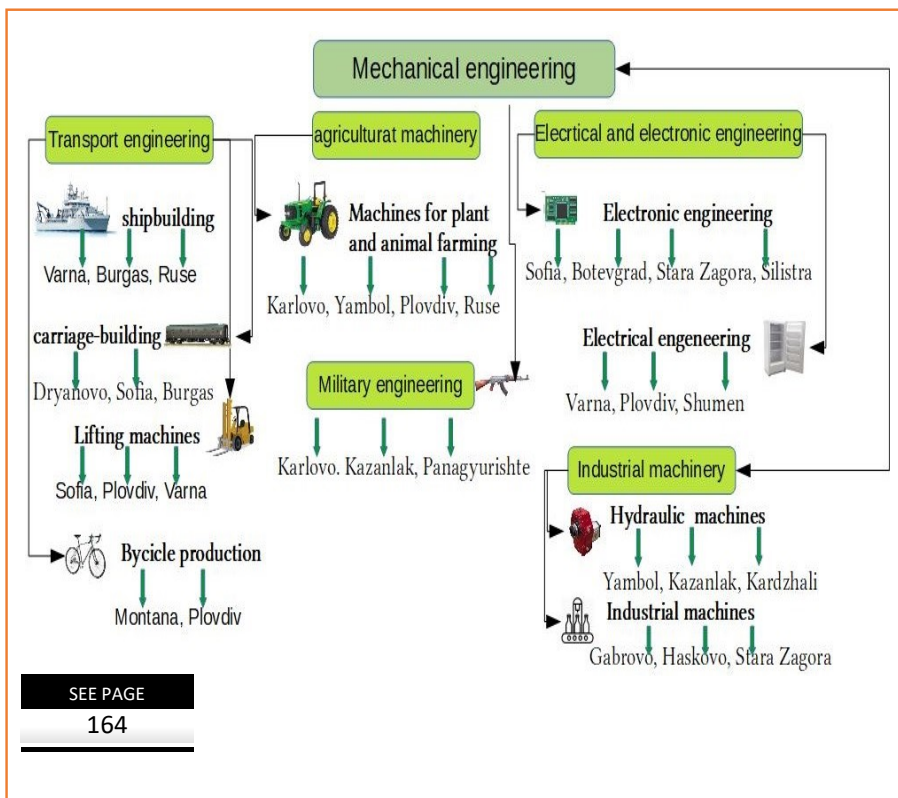 Mechanical engineering
Transport engineering
shipbuilding
Varna, Burgas, Ruse
carriage-building
Dryanovo, Sofia, Burgas
Lifting machines
Sofia, Plovdiv, Varna
Bycicle production
Montana, Plovdiv
agriculturat machinery
Machines for plant
and animal farming
Karlovo, Yambol, Plovdiv, Ruse
Military engineering
Karlovo. Kazanlak, Panagyurishte
Elecrtical and electronic engineering
Electronic engineering
Sofia, Botevgrad, Stara Zagora, Silistra
Electrical engeneering
Varna, Plovdiv, Shumen
Industrial machinery
Hydraulic machines
Yambol, Kazanlak, Kardzhali
Industrial machines
Gabrovo, Haskovo, Stara Zagora
SEE PAGE
164